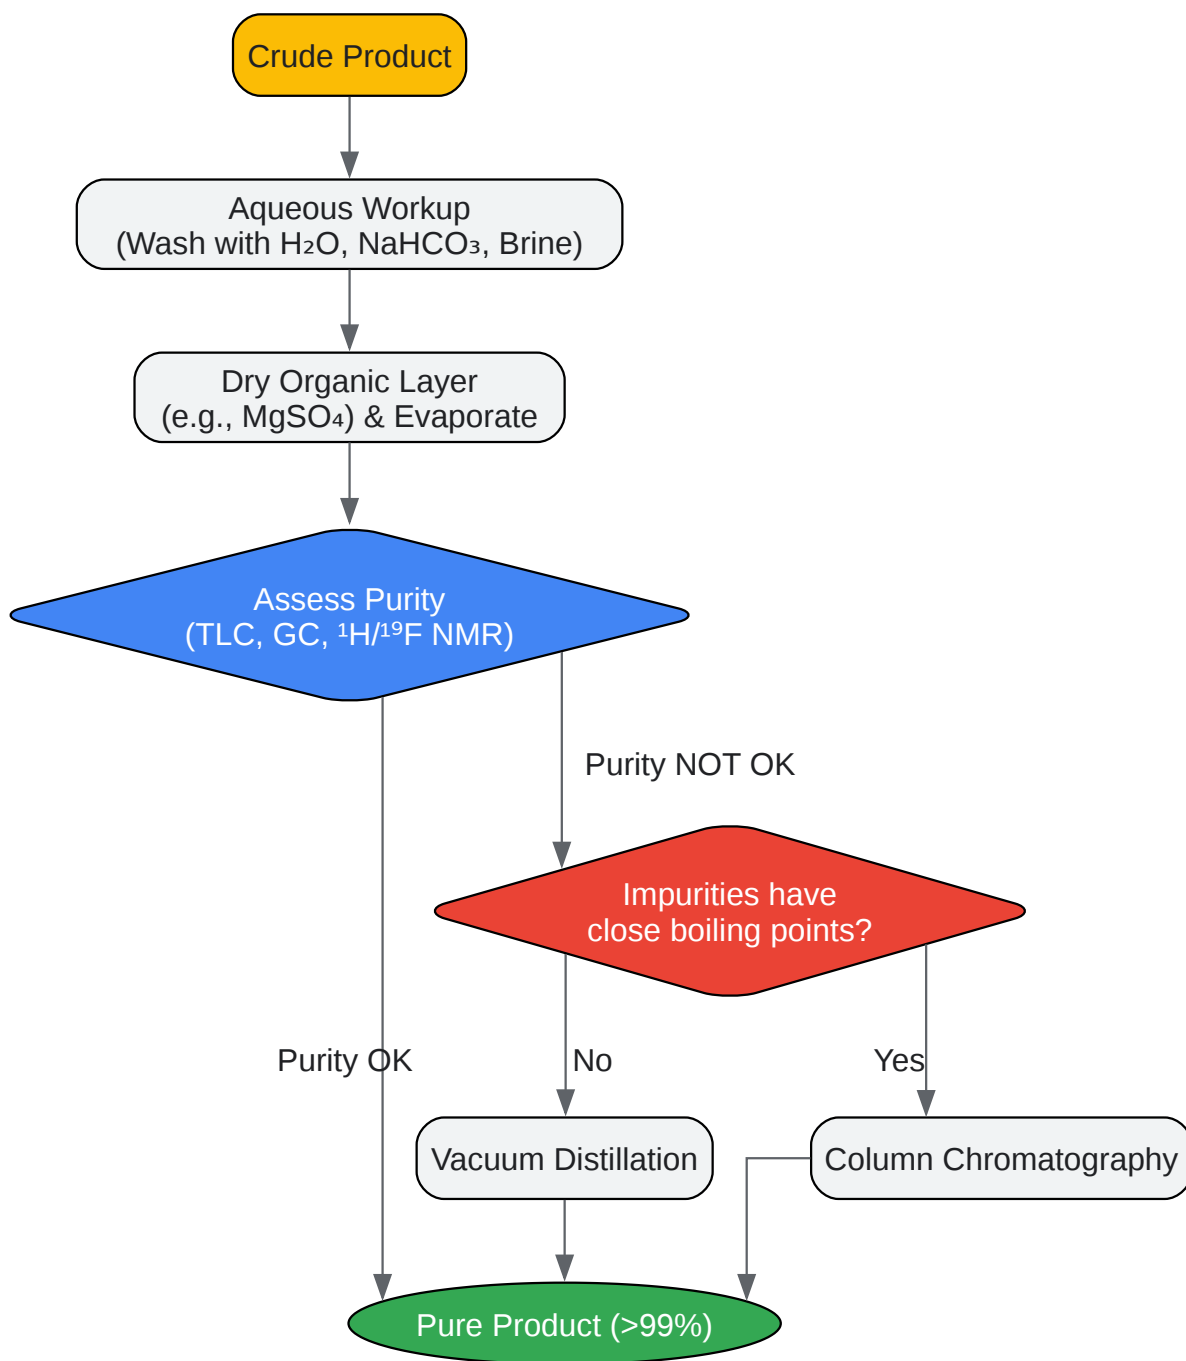 Crude Product
Aqueous Workup
(Wash with H₂O, NaHCO₃, Brine)
Dry Organic Layer
(e.g., MgSO₄) & Evaporate
Assess Purity
(TLC, GC, ¹H/¹⁹F NMR)
Purity NOT OK
Impurities have
close boiling points?
Purity OK
No
Yes
Vacuum Distillation
Column Chromatography
Pure Product (>99%)